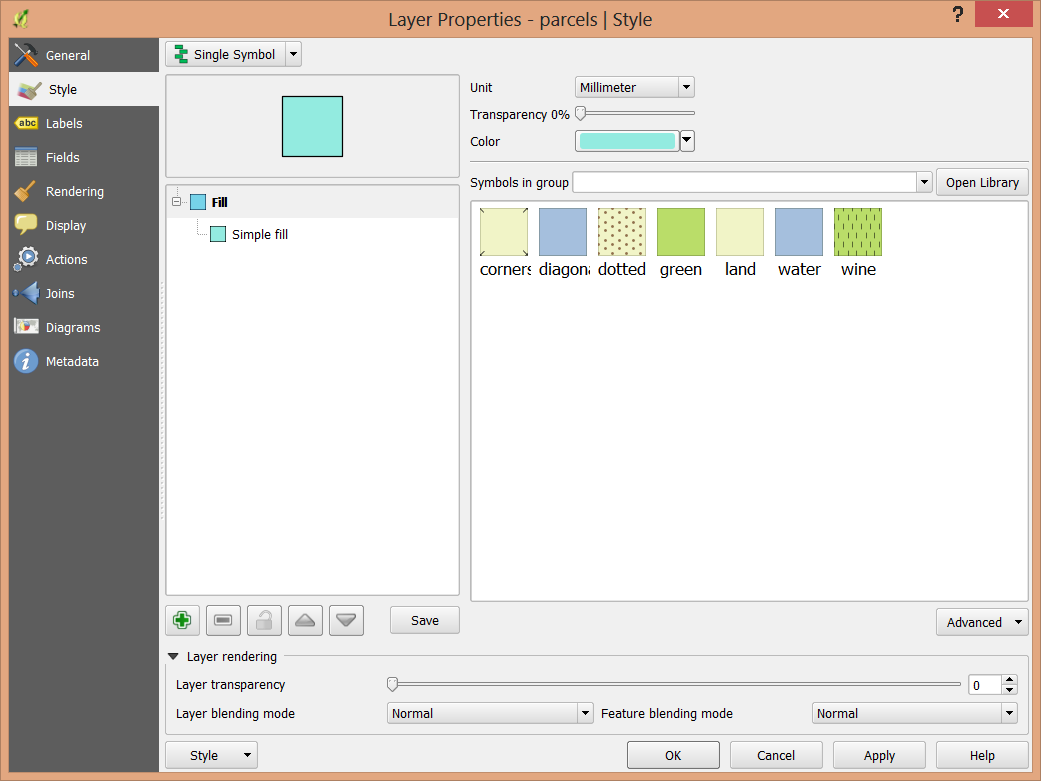 Layer Properties - parcels | Style
?
General
Style
Labels
Fields
Rendering
Display
Actions
Joins
Diagrams
Metadata
abc
Single Symbol
Unit
Millimeter
Transparency 0%
Color
Fill
Simple fill
Symbols in group
Open Library
corners diagona dotted green land water wine
Save
Advanced
Layer rendering
Layer transparency
0
Layer blending mode
Normal
Feature blending mode
Normal
Style
OK
Cancel
Apply
Help